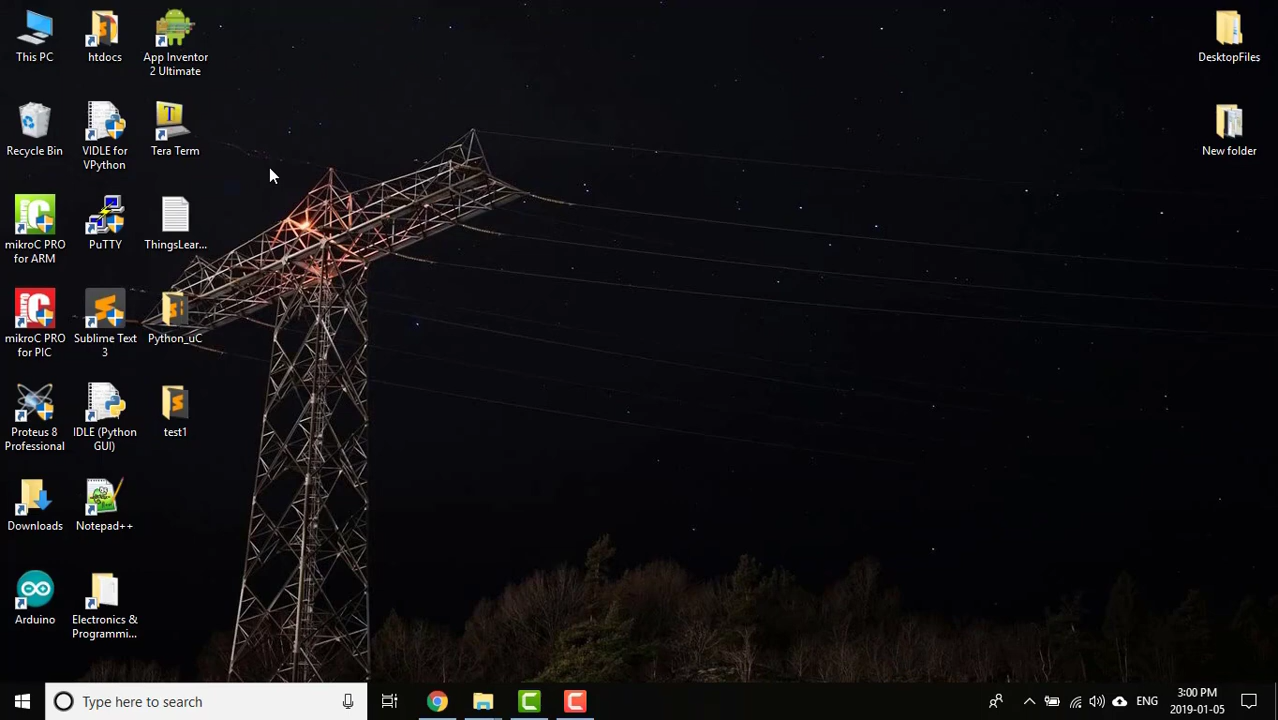 This PC
htdocs
App Inventor
2 Ultimate
DesktopFiles
Recycle Bin
VIDLE for
VPython
Tera Term
New folder
mikroC PRO
for ARM
PuTTY
ThingsLear...
mikroC PRO
for PIC
Sublime Text
3
Python_uC
Proteus 8
Professional
IDLE (Python
GUI)
test1
Downloads
Notepad++
Arduino
Electronics &
Programmi...
Type here to search
ENG
3:00 PM
2019-01-05